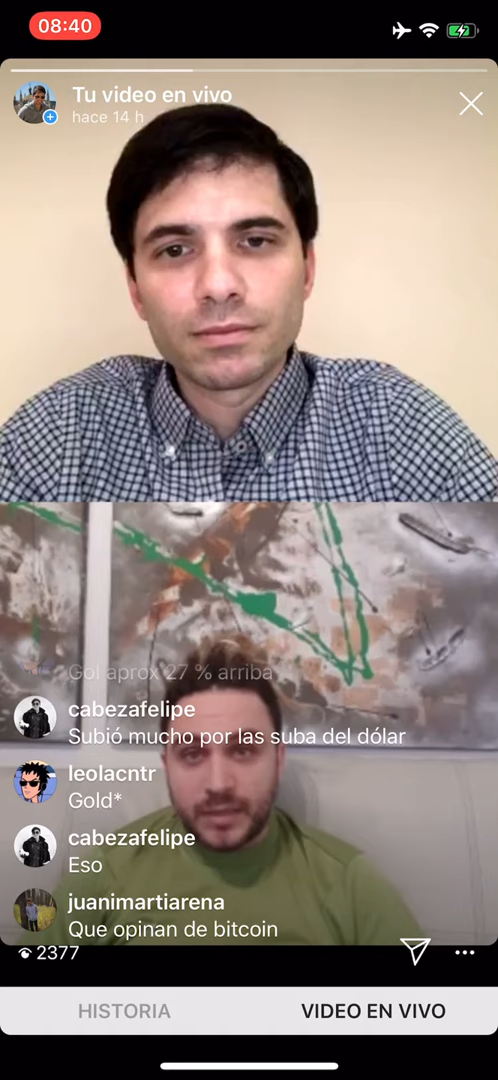 08:40
Tu video en vivo
hace 14 h
Gol aprox 27 % arriba
cabezafelipe
Subió mucho por las suba del dólar
leolacntr
Gold*
cabezafelipe
Eso
juanimartiarena
Que opinan de bitcoin
2377
HISTORIA
VIDEO EN VIVO